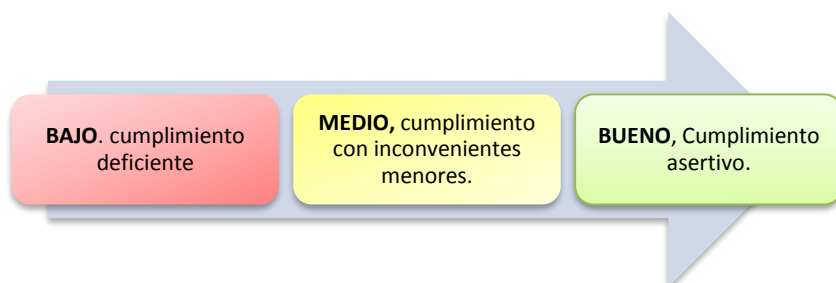 BAJO. cumplimiento
deficiente
MEDIO, cumplimiento
con inconvenientes
menores.
BUENO, Cumplimiento
asertivo.